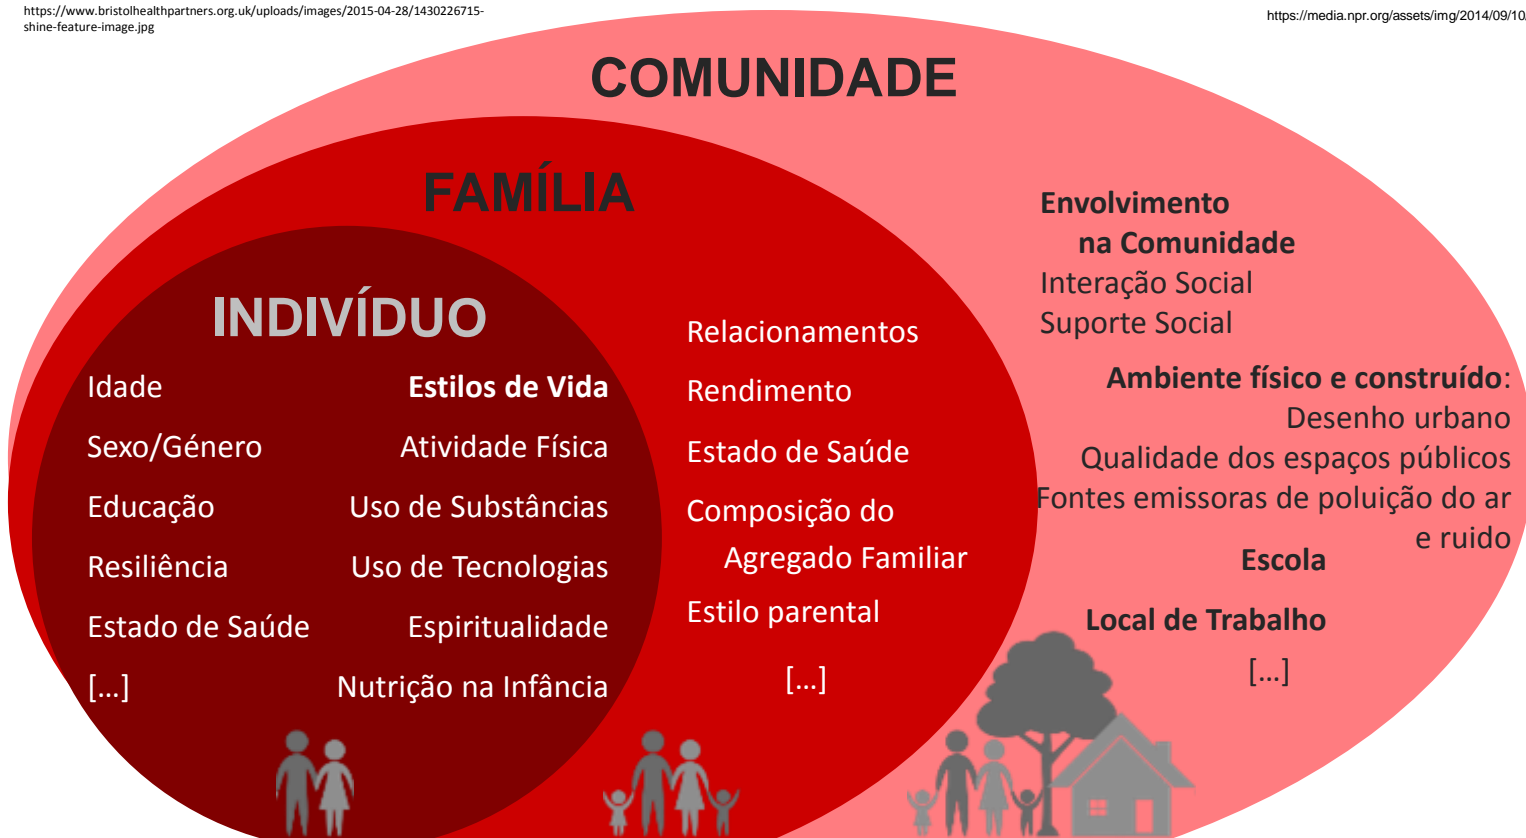 https://www.bristolhealthpartners.org.uk/uploads/images/2015-04-28/1430226715-
shine-feature-image.jpg
https://media.npr.org/assets/img/2014/09/10
COMUNIDADE
FAMÍLIA
INDIVÍDUO
Idade
Sexo/Género
Educação
Resiliência
Estado de Saúde
[...]
Estilos de Vida
Atividade Física
Uso de Substâncias
Uso de Tecnologias
Espiritualidade
Nutrição na Infância
Relacionamentos
Rendimento
Estado de Saúde
Composição do
Agregado Familiar
Estilo parental
[...]
Envolvimento
na Comunidade
Interação Social
Suporte Social
Ambiente físico e construído:
Desenho urbano
Qualidade dos espaços públicos
Fontes emissoras de poluição do ar
e ruido
Escola
Local de Trabalho
[...]